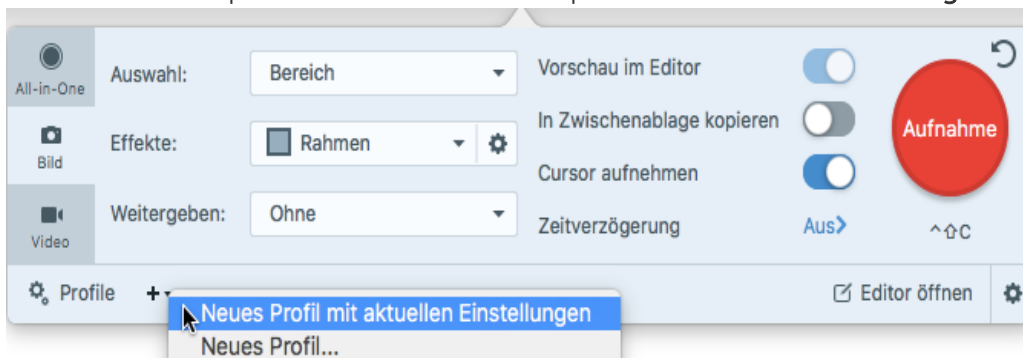 All-in-One
Bild
Video
Auswahl:
Bereich
Effekte:
Rahmen
Weitergeben:
Ohne
Vorschau im Editor
In Zwischenablage kopieren
Cursor aufnehmen
Zeitverzögerung
Aus>
Aufnahme
^⇧C
Profile +
Editor öffnen
Neues Profil mit aktuellen Einstellungen
Neues Profil...